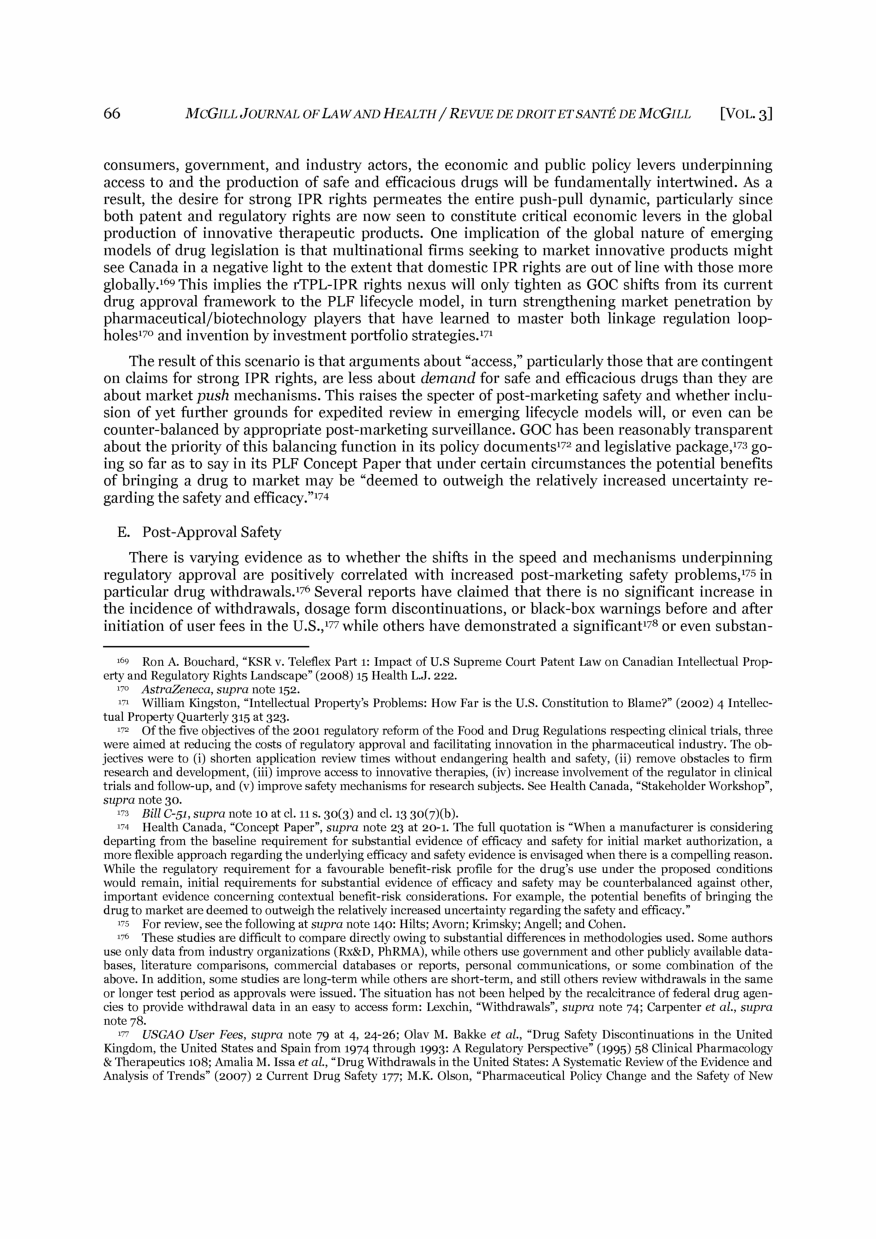 66 MCGILL JOURNAL OF LAW AND HEALTH / REVUE DE DROIT ET SANTÉ DE MCGILL [VOL. 3]
consumers, government, and industry actors, the economic and public policy levers underpinning
access to and the production of safe and efficacious drugs will be fundamentally intertwined. As a
result, the desire for strong IPR rights permeates the entire push-pull dynamic, particularly since
both patent and regulatory rights are now seen to constitute critical economic levers in the global
production of innovative therapeutic products. One implication of the global nature of emerging
models of drug legislation is that multinational firms seeking to market innovative products might
see Canada in a negative light to the extent that domestic IPR rights are out of line with those more
globally.¹⁶⁹ This implies the rTPL-IPR rights nexus will only tighten as GOC shifts from its current
drug approval framework to the PLF lifecycle model, in turn strengthening market penetration by
pharmaceutical/biotechnology players that have learned to master both linkage regulation loop-
holes¹⁷⁰ and invention by investment portfolio strategies.¹⁷¹
The result of this scenario is that arguments about “access,” particularly those that are contingent
on claims for strong IPR rights, are less about demand for safe and efficacious drugs than they are
about market push mechanisms. This raises the specter of post-marketing safety and whether inclu-
sion of yet further grounds for expedited review in emerging lifecycle models will, or even can be
counter-balanced by appropriate post-marketing surveillance. GOC has been reasonably transparent
about the priority of this balancing function in its policy documents¹⁷² and legislative package,¹⁷³ go-
ing so far as to say in its PLF Concept Paper that under certain circumstances the potential benefits
of bringing a drug to market may be “deemed to outweigh the relatively increased uncertainty re-
garding the safety and efficacy.”¹⁷⁴
E. Post-Approval Safety
There is varying evidence as to whether the shifts in the speed and mechanisms underpinning
regulatory approval are positively correlated with increased post-marketing safety problems,¹⁷⁵ in
particular drug withdrawals.¹⁷⁶ Several reports have claimed that there is no significant increase in
the incidence of withdrawals, dosage form discontinuations, or black-box warnings before and after
initiation of user fees in the U.S.,¹⁷⁷ while others have demonstrated a significant¹⁷⁸ or even substan-
¹⁶⁹ Ron A. Bouchard, “KSR v. Teleflex Part 1: Impact of U.S Supreme Court Patent Law on Canadian Intellectual Prop-
erty and Regulatory Rights Landscape” (2008) 15 Health L.J. 222.
¹⁷⁰ AstraZeneca, supra note 152.
¹⁷¹ William Kingston, “Intellectual Property’s Problems: How Far is the U.S. Constitution to Blame?” (2002) 4 Intellec-
tual Property Quarterly 315 at 323.
¹⁷² Of the five objectives of the 2001 regulatory reform of the Food and Drug Regulations respecting clinical trials, three
were aimed at reducing the costs of regulatory approval and facilitating innovation in the pharmaceutical industry. The ob-
jectives were to (i) shorten application review times without endangering health and safety, (ii) remove obstacles to firm
research and development, (iii) improve access to innovative therapies, (iv) increase involvement of the regulator in clinical
trials and follow-up, and (v) improve safety mechanisms for research subjects. See Health Canada, “Stakeholder Workshop”,
supra note 30.
¹⁷³ Bill C-51, supra note 10 at cl. 11 s. 30(3) and cl. 13 30(7)(b).
¹⁷⁴ Health Canada, “Concept Paper”, supra note 23 at 20-1. The full quotation is “When a manufacturer is considering
departing from the baseline requirement for substantial evidence of efficacy and safety for initial market authorization, a
more flexible approach regarding the underlying efficacy and safety evidence is envisaged when there is a compelling reason.
While the regulatory requirement for a favourable benefit-risk profile for the drug’s use under the proposed conditions
would remain, initial requirements for substantial evidence of efficacy and safety may be counterbalanced against other,
important evidence concerning contextual benefit-risk considerations. For example, the potential benefits of bringing the
drug to market are deemed to outweigh the relatively increased uncertainty regarding the safety and efficacy.”
¹⁷⁵ For review, see the following at supra note 140: Hilts; Avorn; Krimsky; Angell; and Cohen.
¹⁷⁶ These studies are difficult to compare directly owing to substantial differences in methodologies used. Some authors
use only data from industry organizations (Rx&D, PhRMA), while others use government and other publicly available data-
bases, literature comparisons, commercial databases or reports, personal communications, or some combination of the
above. In addition, some studies are long-term while others are short-term, and still others review withdrawals in the same
or longer test period as approvals were issued. The situation has not been helped by the recalcitrance of federal drug agen-
cies to provide withdrawal data in an easy to access form: Lexchin, “Withdrawals”, supra note 74; Carpenter et al., supra
note 78.
¹⁷⁷ USGAO User Fees, supra note 79 at 4, 24-26; Olav M. Bakke et al., “Drug Safety Discontinuations in the United
Kingdom, the United States and Spain from 1974 through 1993: A Regulatory Perspective” (1995) 58 Clinical Pharmacology
& Therapeutics 108; Amalia M. Issa et al., “Drug Withdrawals in the United States: A Systematic Review of the Evidence and
Analysis of Trends” (2007) 2 Current Drug Safety 177; M.K. Olson, “Pharmaceutical Policy Change and the Safety of New